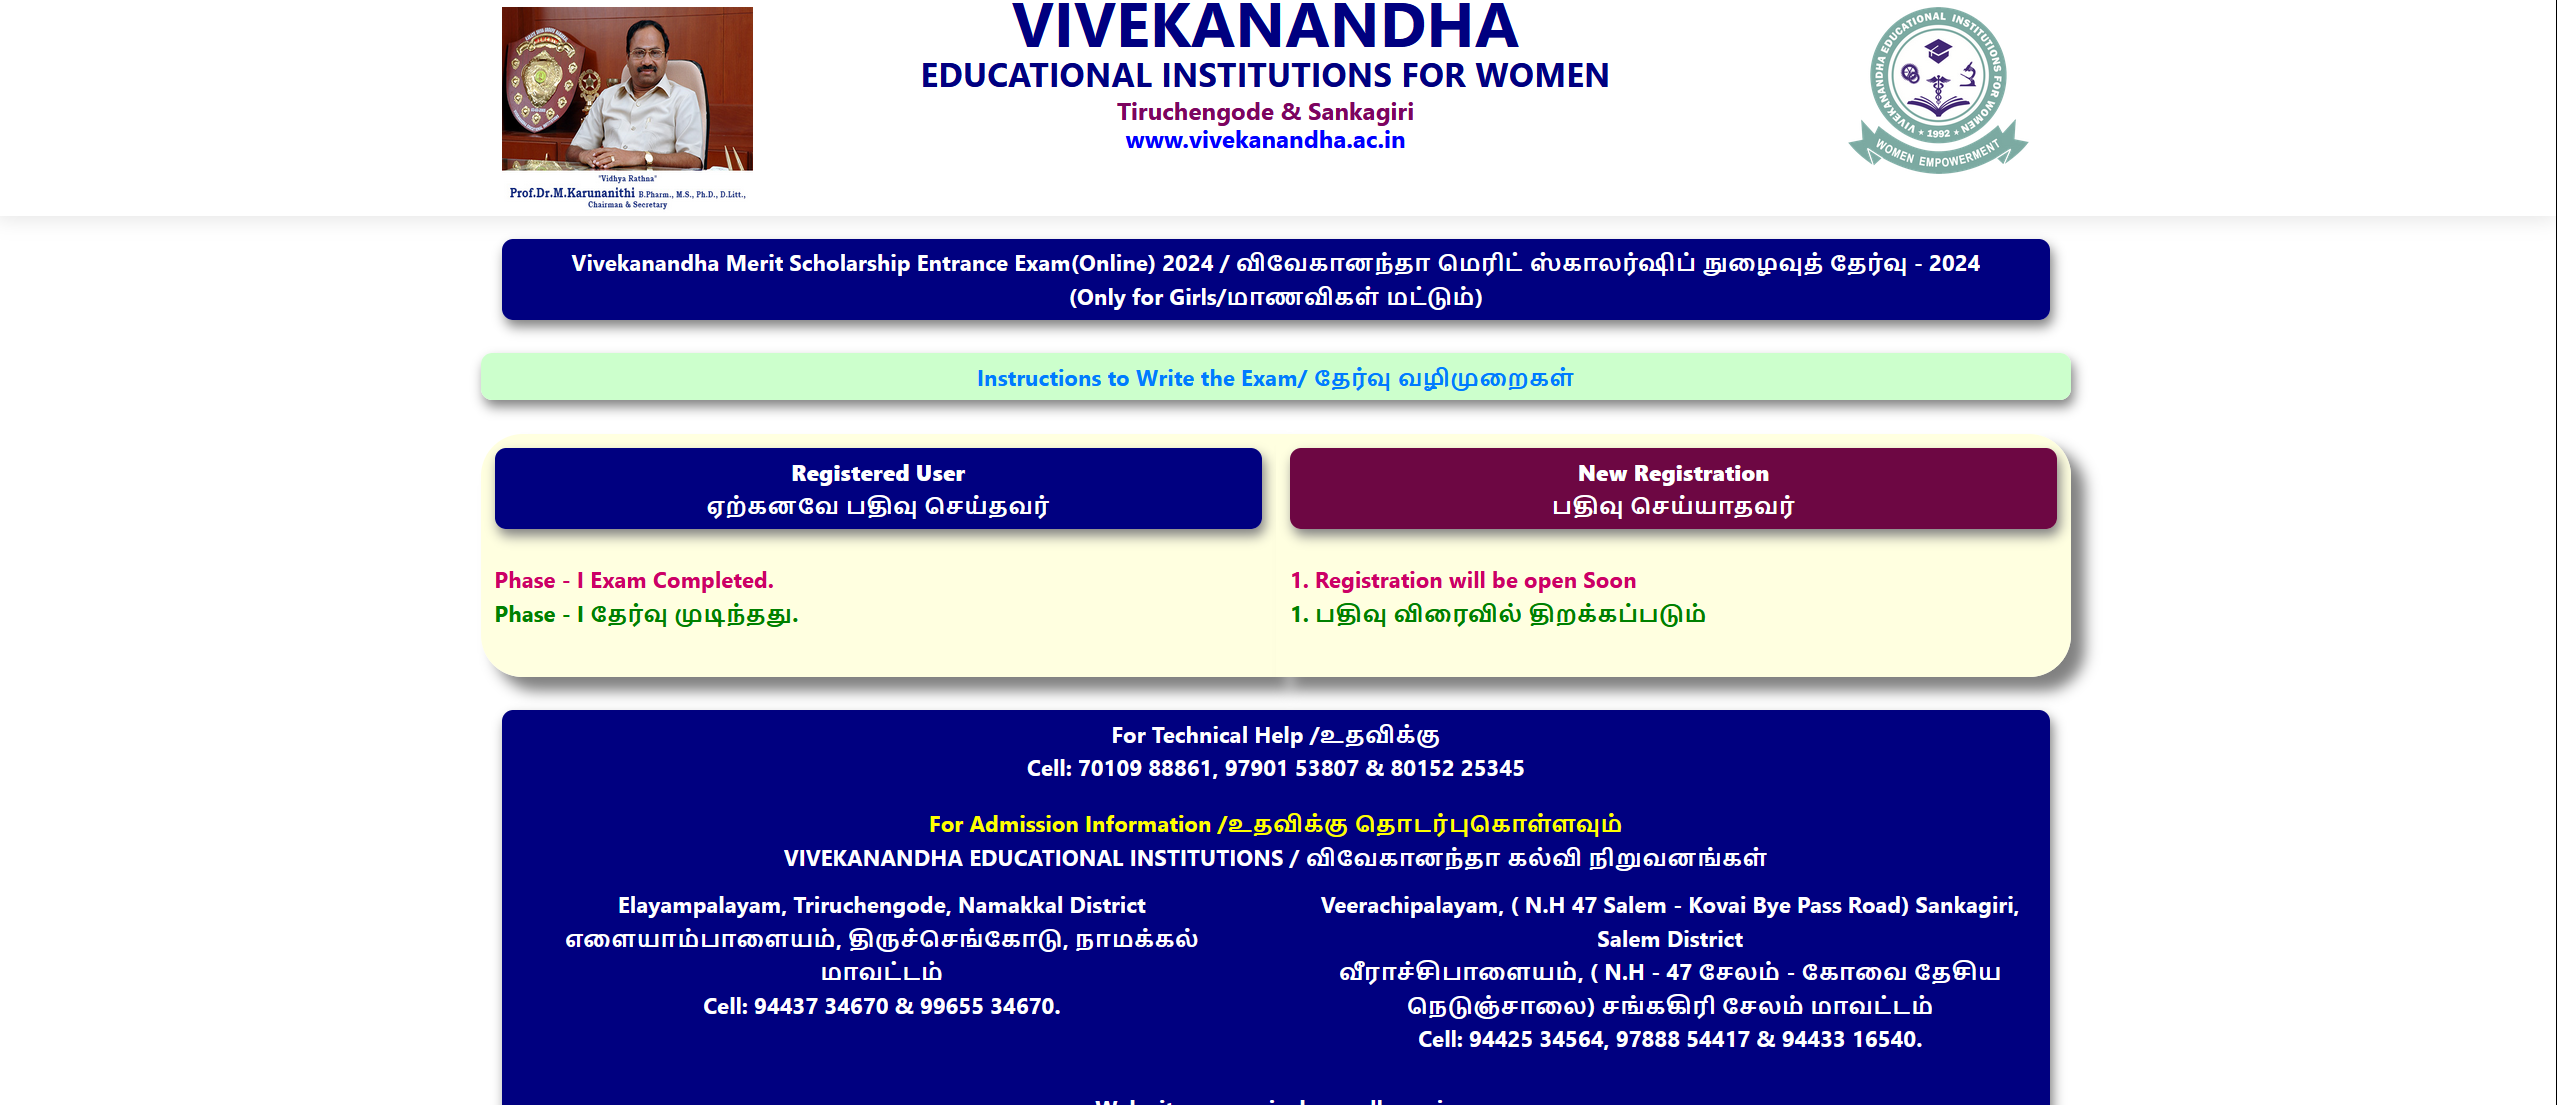 VIVEKANANDHA
EDUCATIONAL INSTITUTIONS FOR WOMEN
Tiruchengode & Sankagiri
www.vivekanandha.ac.in
"Vidhya Rathna"
Prof.Dr.M.Karunanithi B.Pharm., M.S., Ph.D., D.Litt.,
Chairman & Secretary
VIVEKANANDHA EDUCATIONAL INSTITUTIONS FOR WOMEN
★ 1992 ★
WOMEN EMPOWERMENT
Vivekanandha Merit Scholarship Entrance Exam(Online) 2024 / விவேகானந்தா மெரிட் ஸ்காலர்ஷிப் நுழைவுத் தேர்வு - 2024
(Only for Girls/மாணவிகள் மட்டும்)
Instructions to Write the Exam/ தேர்வு வழிமுறைகள்
Registered User
ஏற்கனவே பதிவு செய்தவர்
Phase - I Exam Completed.
Phase - I தேர்வு முடிந்தது.
New Registration
பதிவு செய்யாதவர்
1. Registration will be open Soon
1. பதிவு விரைவில் திறக்கப்படும்
For Technical Help /உதவிக்கு
Cell: 70109 88861, 97901 53807 & 80152 25345
For Admission Information /உதவிக்கு தொடர்புகொள்ளவும்
VIVEKANANDHA EDUCATIONAL INSTITUTIONS / விவேகானந்தா கல்வி நிறுவனங்கள்
Elayampalayam, Triruchengode, Namakkal District
எளையாம்பாளையம், திருச்செங்கோடு, நாமக்கல்
மாவட்டம்
Cell: 94437 34670 & 99655 34670.
Veerachipalayam, ( N.H 47 Salem - Kovai Bye Pass Road) Sankagiri,
Salem District
வீராச்சிபாளையம், ( N.H - 47 சேலம் - கோவை தேசிய
நெடுஞ்சாலை) சங்ககிரி சேலம் மாவட்டம்
Cell: 94425 34564, 97888 54417 & 94433 16540.